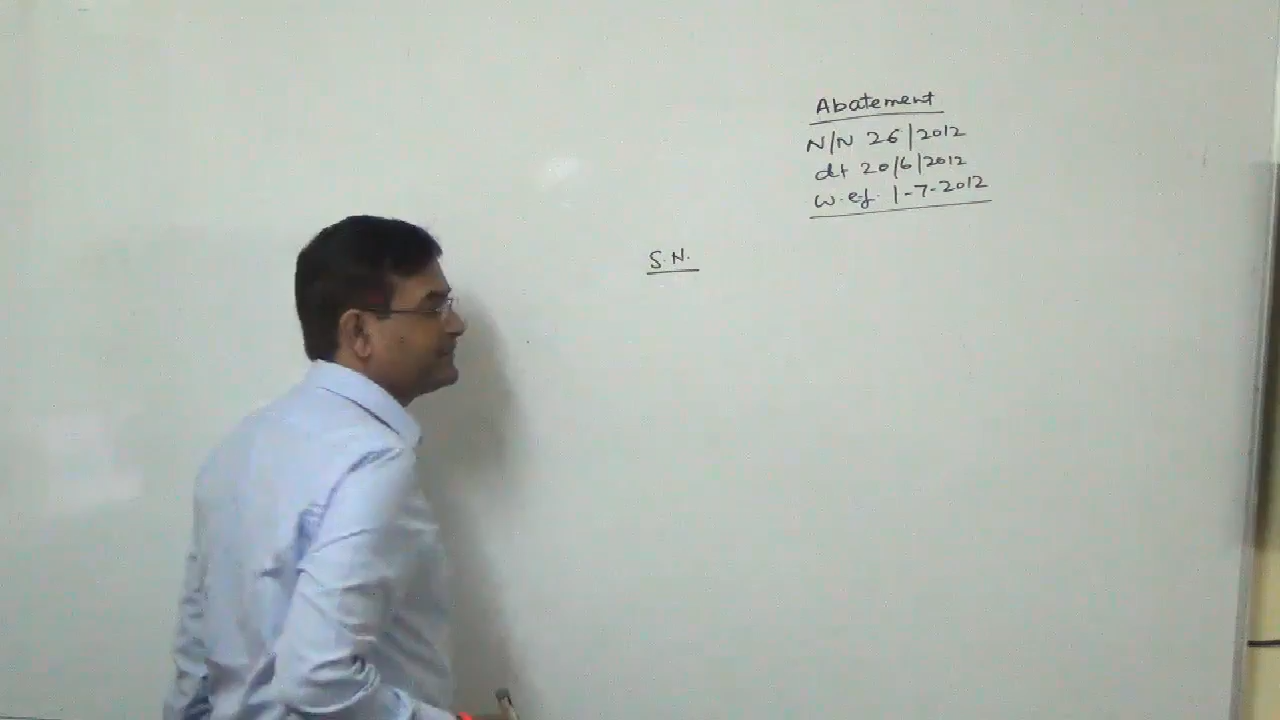 Abatement
N/N 26/2012
dt 20/6/2012
w.e.f. 1-7-2012
S.N.